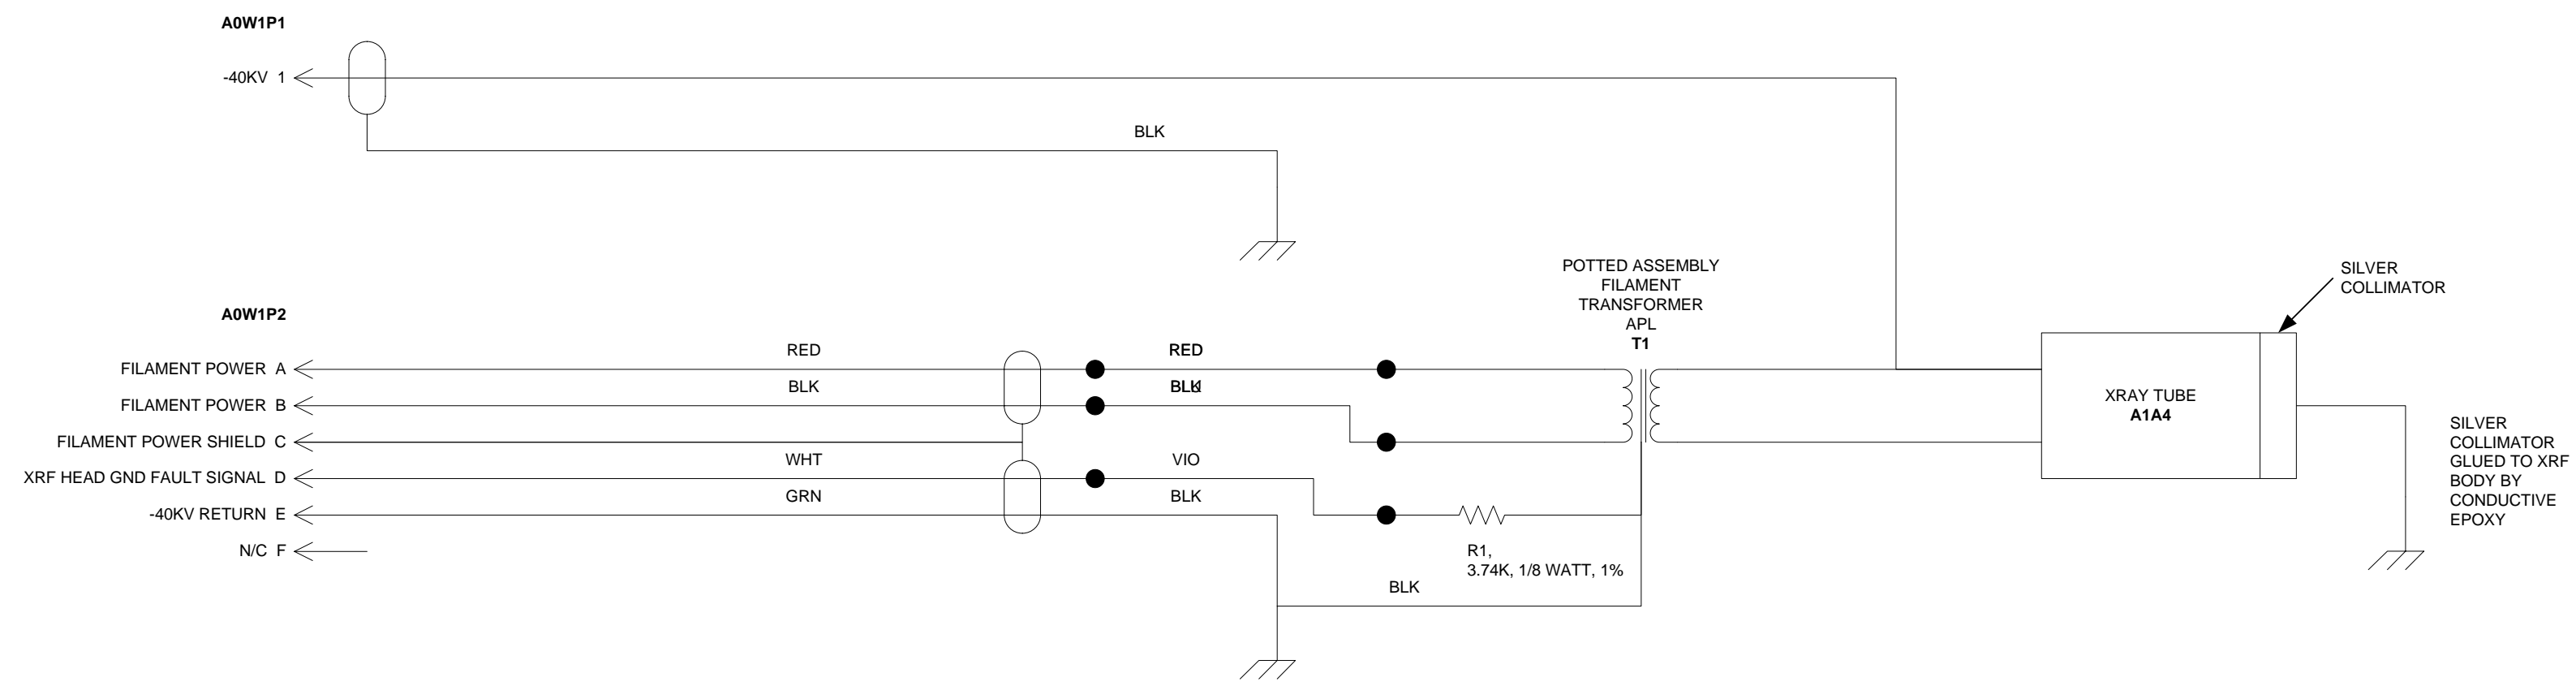 A0W1P1
-40KV 1
BLK
POTTED ASSEMBLY
FILAMENT
TRANSFORMER
APL
T1
SILVER
COLLIMATOR
A0W1P2
RED
RED
FILAMENT POWER A
BLK
BLK
FILAMENT POWER B
XRAY TUBE
A1A4
FILAMENT POWER SHIELD C
WHT
VIO
XRF HEAD GND FAULT SIGNAL D
GRN
BLK
-40KV RETURN E
N/C F
SILVER
COLLIMATOR
GLUED TO XRF
BODY BY
CONDUCTIVE
EPOXY
R1,
3.74K, 1/8 WATT, 1%
BLK